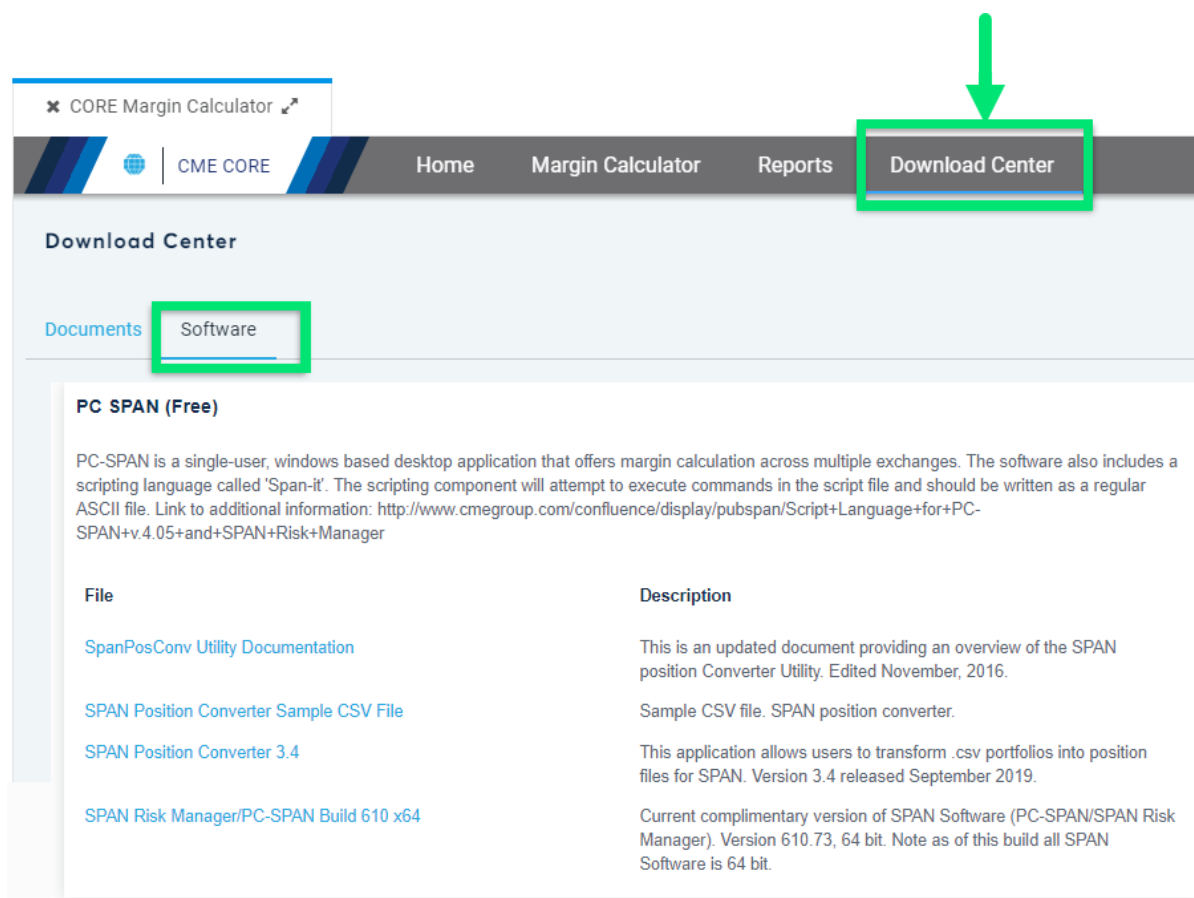 CORE Margin Calculator
CME CORE
Home Margin Calculator Reports Download Center
Download Center
Documents Software
PC SPAN (Free)
PC-SPAN is a single-user, windows based desktop application that offers margin calculation across multiple exchanges. The software also includes a
scripting language called 'Span-it'. The scripting component will attempt to execute commands in the script file and should be written as a regular
ASCII file. Link to additional information: http://www.cmegroup.com/confluence/display/pubspan/Script+Language+for+PC-
SPAN+v.4.05+and+SPAN+Risk+Manager
File Description
SpanPosConv Utility Documentation This is an updated document providing an overview of the SPAN
position Converter Utility. Edited November, 2016.
SPAN Position Converter Sample CSV File Sample CSV file. SPAN position converter.
SPAN Position Converter 3.4 This application allows users to transform .csv portfolios into position
files for SPAN. Version 3.4 released September 2019.
SPAN Risk Manager/PC-SPAN Build 610 x64 Current complimentary version of SPAN Software (PC-SPAN/SPAN Risk
Manager). Version 610.73, 64 bit. Note as of this build all SPAN
Software is 64 bit.